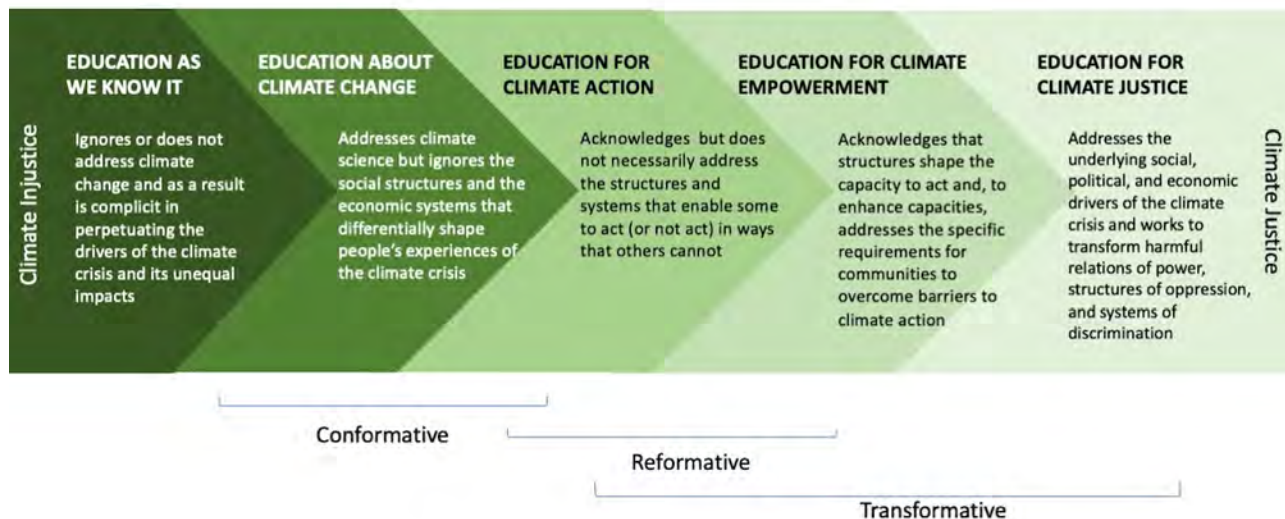 Climate Injustice
EDUCATION AS
WE KNOW IT
Ignores or does not
address climate
change and as a result
is complicit in
perpetuating the
drivers of the climate
crisis and its unequal
impacts
EDUCATION ABOUT
CLIMATE CHANGE
Addresses climate
science but ignores the
social structures and the
economic systems that
differentially shape
people's experiences of
the climate crisis
EDUCATION FOR
CLIMATE ACTION
Acknowledges but does
not necessarily address
the structures and
systems that enable some
to act (or not act) in ways
that others cannot
EDUCATION FOR CLIMATE
EMPOWERMENT
Acknowledges that
structures shape the
capacity to act and, to
enhance capacities,
addresses the specific
requirements for
communities to
overcome barriers to
climate action
EDUCATION FOR
CLIMATE JUSTICE
Addresses the
underlying social,
political, and economic
drivers of the climate
crisis and works to
transform harmful
relations of power,
structures of oppression,
and systems of
discrimination
Climate Justice
Conformative
Reformative
Transformative